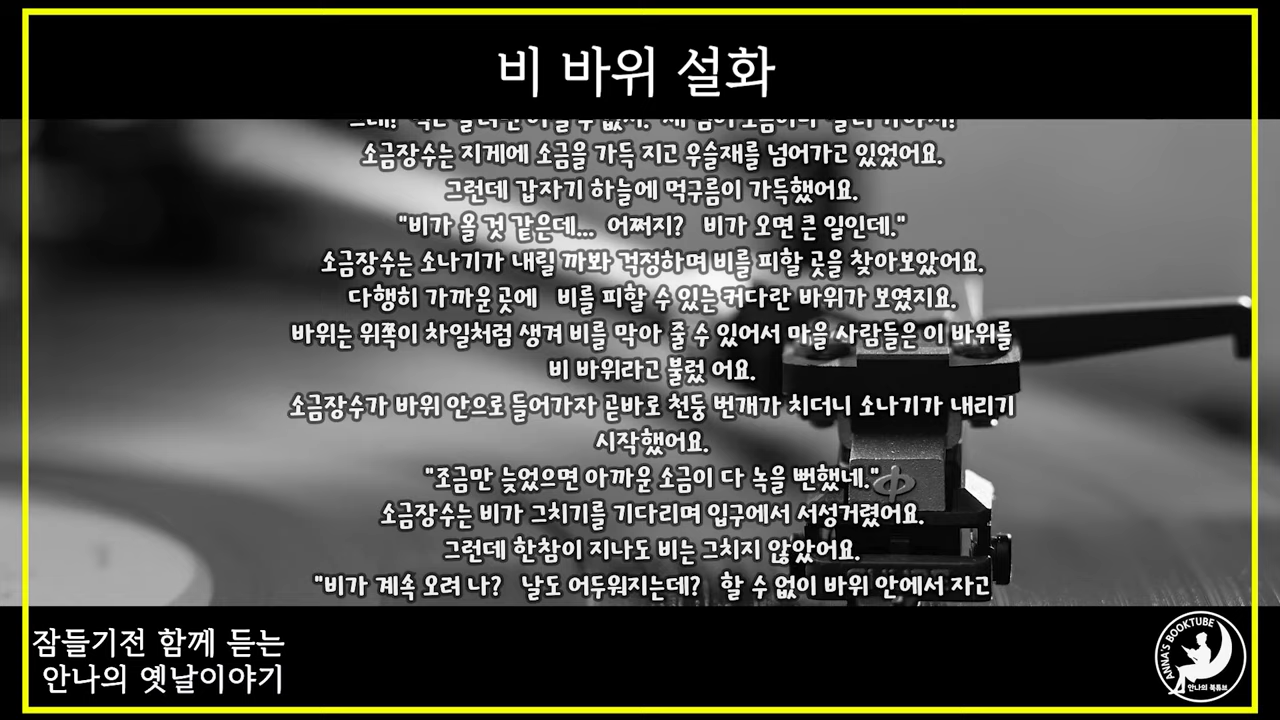 비 바위 설화
소금장수는 지게에 소금을 가득 지고 우슬재를 넘어가고 있었어요.
그런데 갑자기 하늘에 먹구름이 가득했어요.
"비가 올 것 같은데... 어쩌지? 비가 오면 큰 일인데."
소금장수는 소나기가 내릴 까봐 걱정하며 비를 피할 곳을 찾아보았어요.
다행히 가까운곳에 비를 피할 수 있는 커다란 바위가 보였지요.
바위는 위쪽이 차일처럼 생겨 비를 막아 줄 수 있어서 마을 사람들은 이 바위를
비 바위라고 불렀 어요.
소금장수가 바위 안으로 들어가자 곧바로 천둥 번개가 치더니 소나기가 내리기
시작했어요.
"조금만 늦었으면 아까운 소금이 다 녹을 뻔했네."
소금장수는 비가 그치기를 기다리며 입구에서 서성거렸어요.
그런데 한참이 지나도 비는 그치지 않았어요.
"비가 계속 오려 나? 날도 어두워지는데? 할 수 없이 바위 안에서 자고
잠들기전 함께 듣는
안나의 옛날이야기
ANNA'S BOOKTUBE
안나의 북튜브